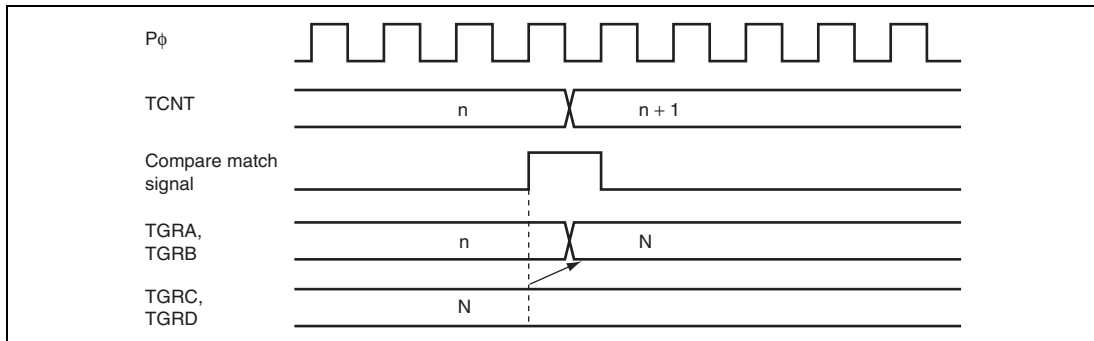 Pϕ
TCNT
n
n + 1
Compare match
signal
TGRA,
TGRB
n
N
TGRC,
TGRD
N